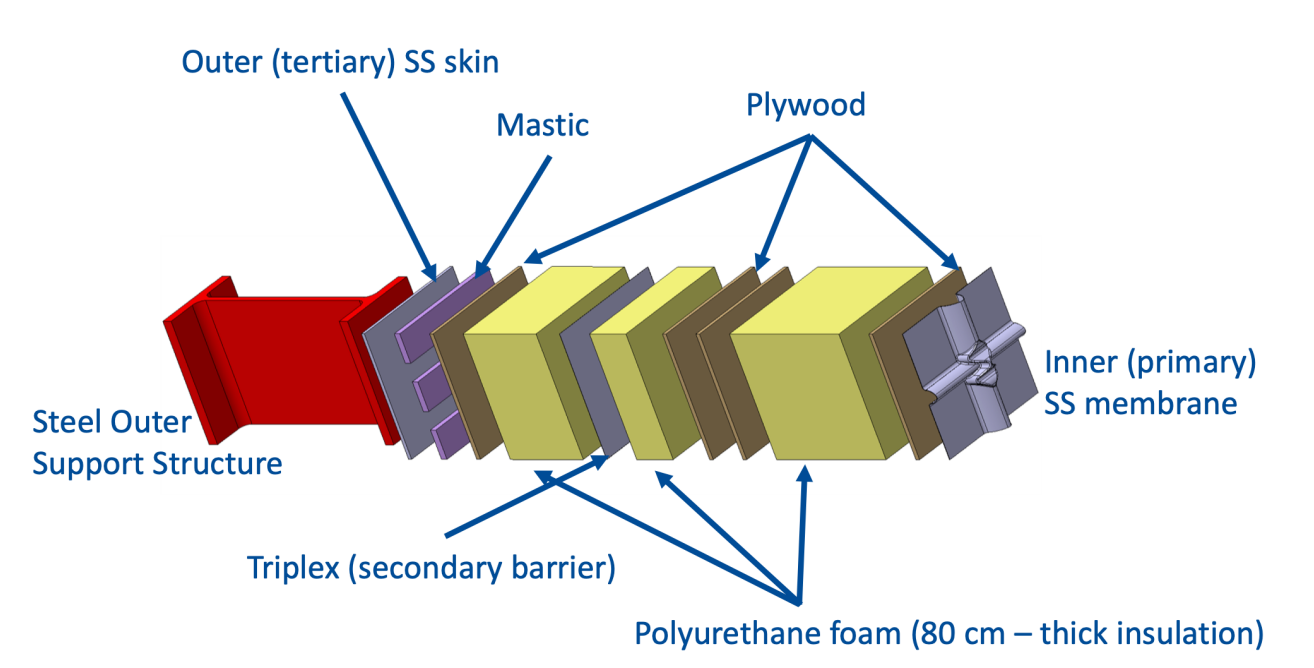 Outer (tertiary) SS skin
Mastic
Plywood
Inner (primary)
SS membrane
Steel Outer
Support Structure
Triplex (secondary barrier)
Polyurethane foam (80 cm – thick insulation)